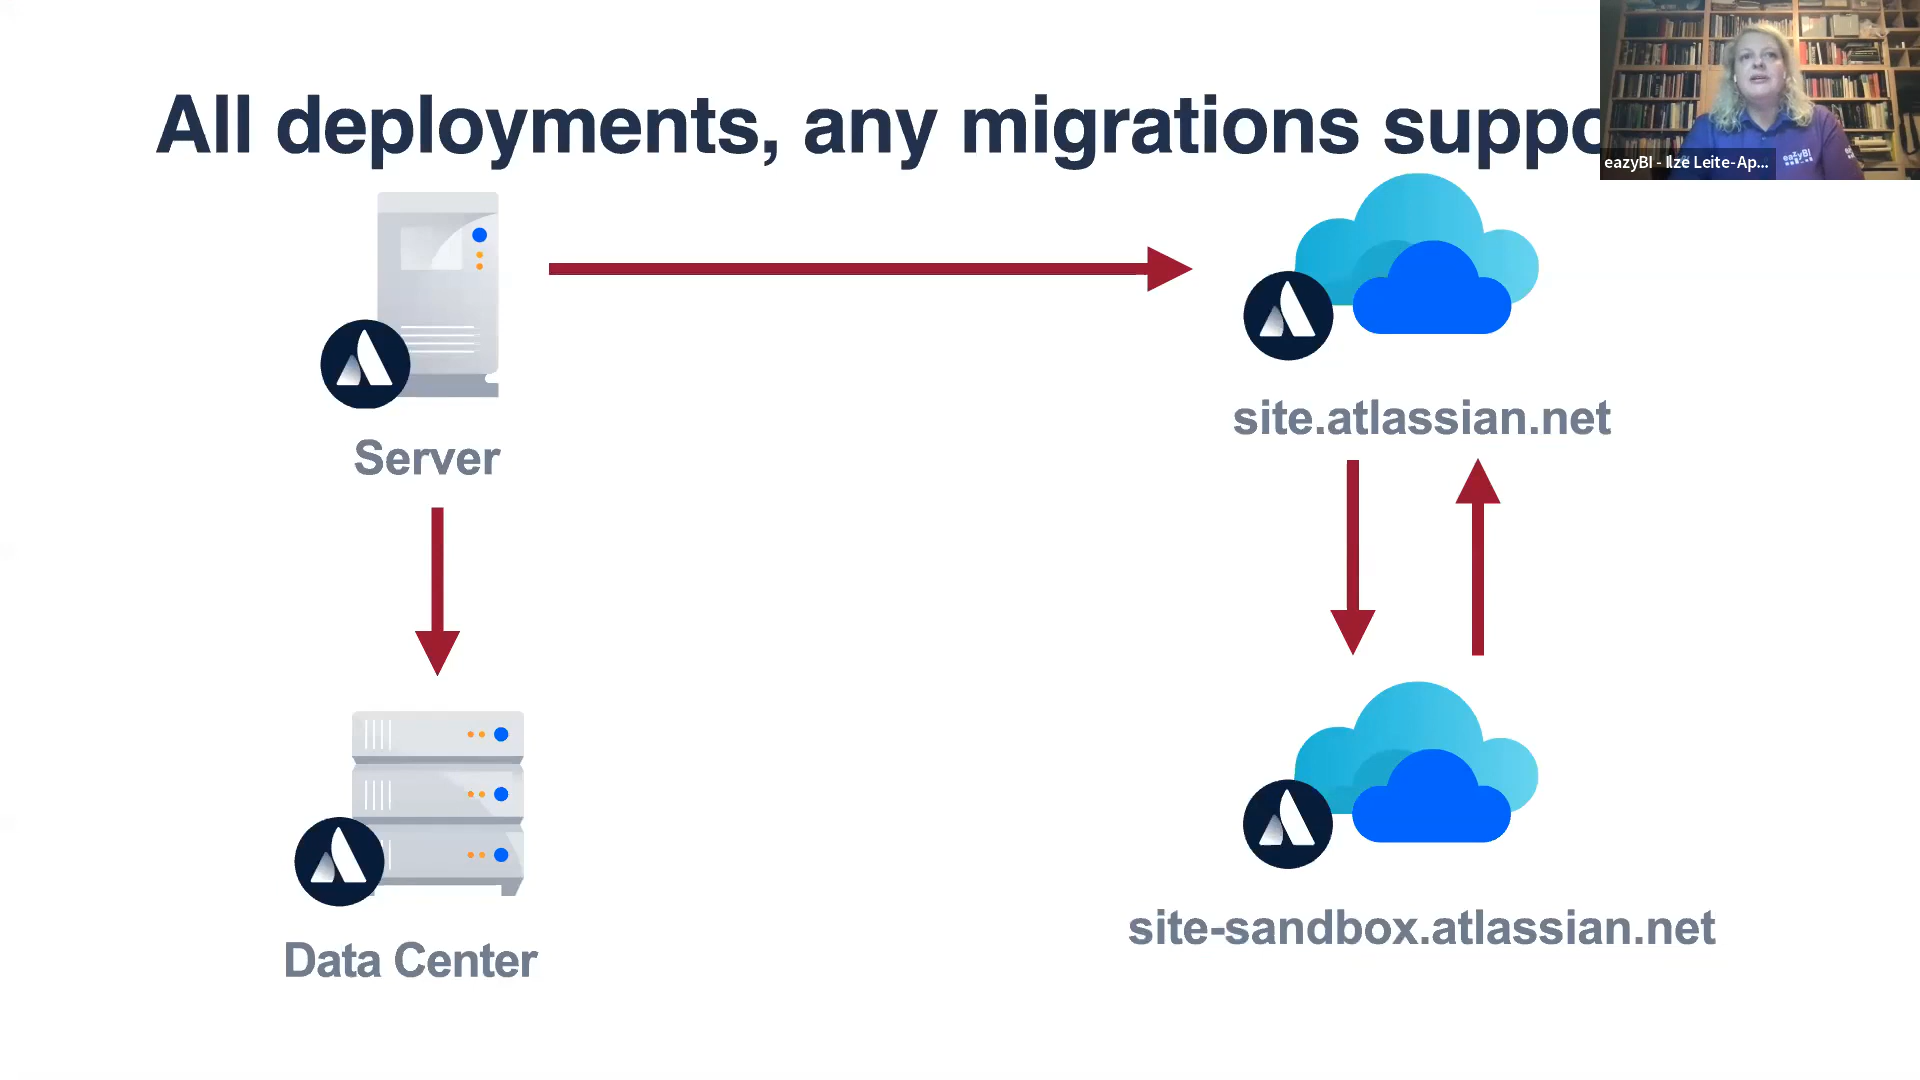 All deployments, any migrations suppo
eazyBI - Ilze Leite-Ap...
eazyBI
site.atlassian.net
Server
site-sandbox.atlassian.net
Data Center